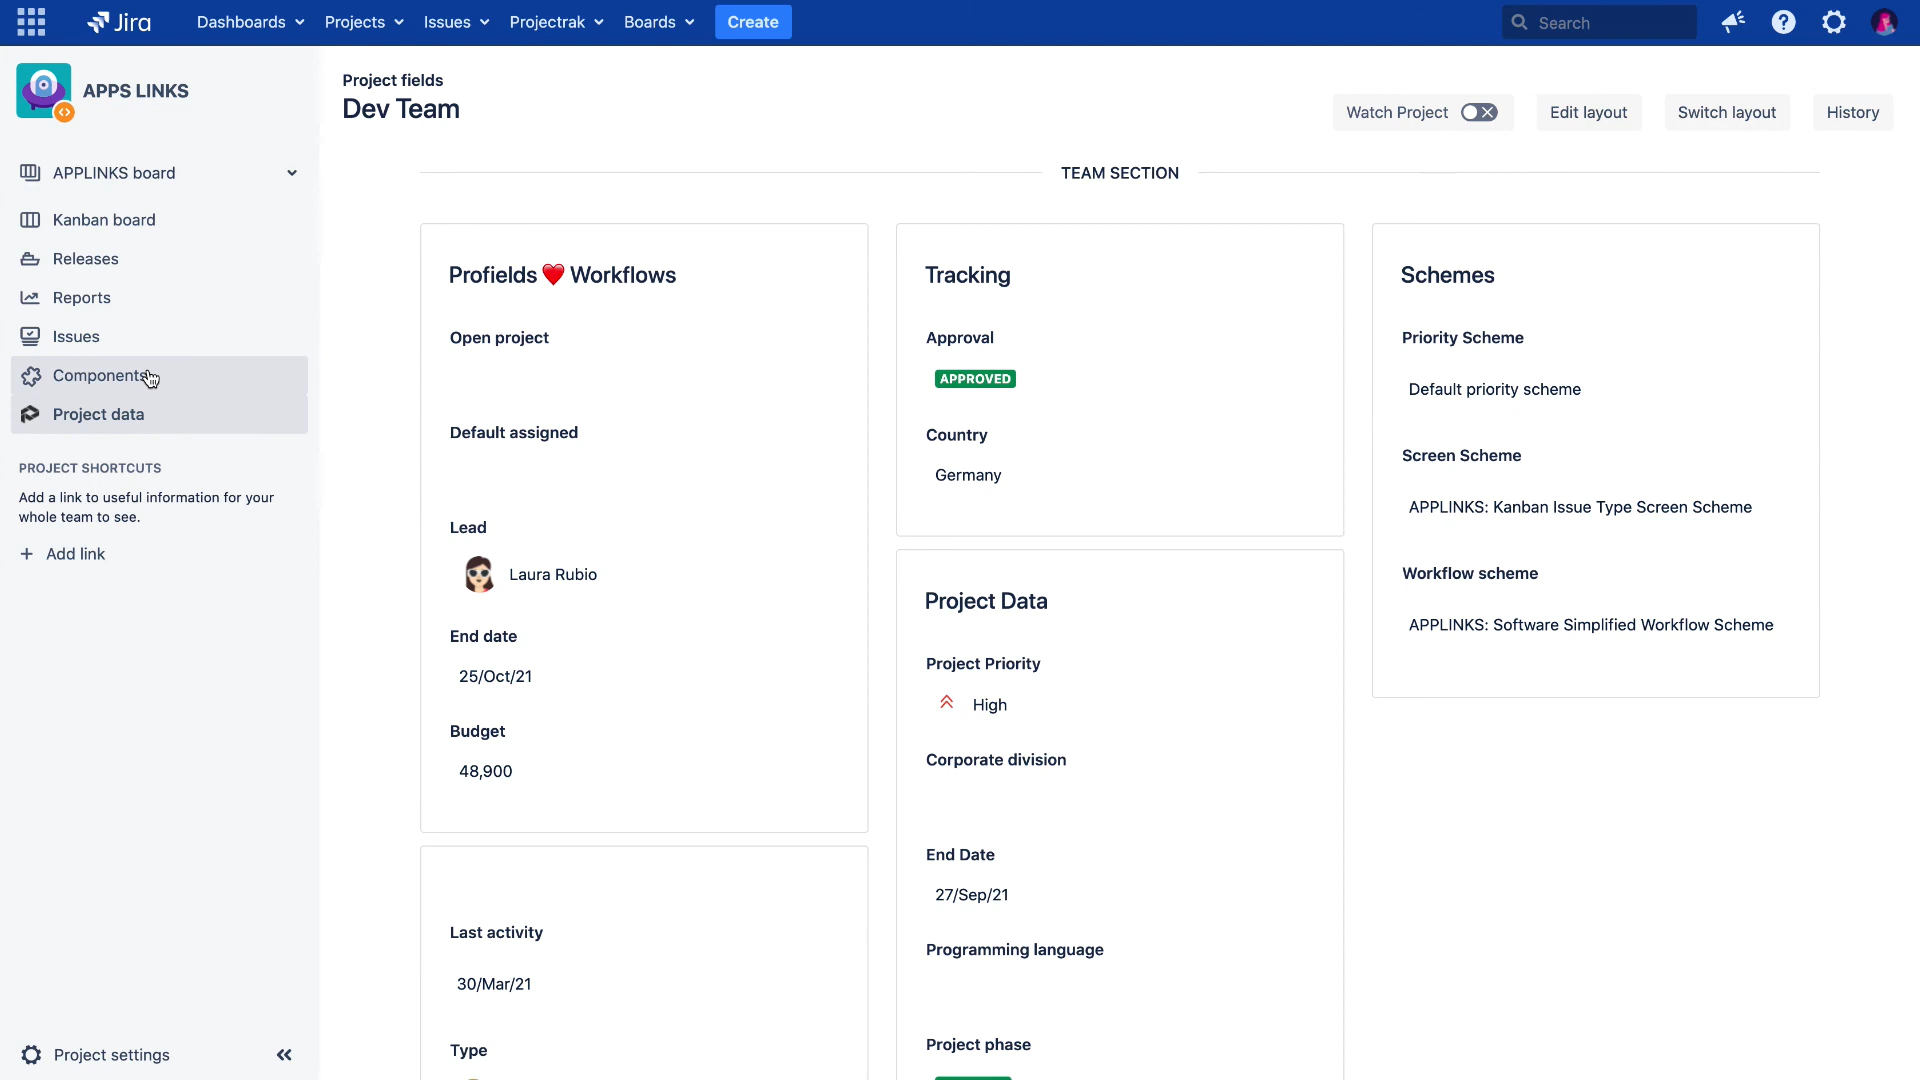 Jira
Dashboards
Projects
Issues
Projectrak
Boards
Create
Search
APPS LINKS
APPLINKS board
Kanban board
Releases
Reports
Issues
Components
Project data
PROJECT SHORTCUTS
Add a link to useful information for your
whole team to see.
+ Add link
Project settings
Project fields
Dev Team
Watch Project
Edit layout
Switch layout
History
TEAM SECTION
Profields ❤️ Workflows
Open project
Default assigned
Lead
Laura Rubio
End date
25/Oct/21
Budget
48,900
Last activity
30/Mar/21
Type
Tracking
Approval
APPROVED
Country
Germany
Project Data
Project Priority
High
Corporate division
End Date
27/Sep/21
Programming language
Project phase
Schemes
Priority Scheme
Default priority scheme
Screen Scheme
APPLINKS: Kanban Issue Type Screen Scheme
Workflow scheme
APPLINKS: Software Simplified Workflow Scheme